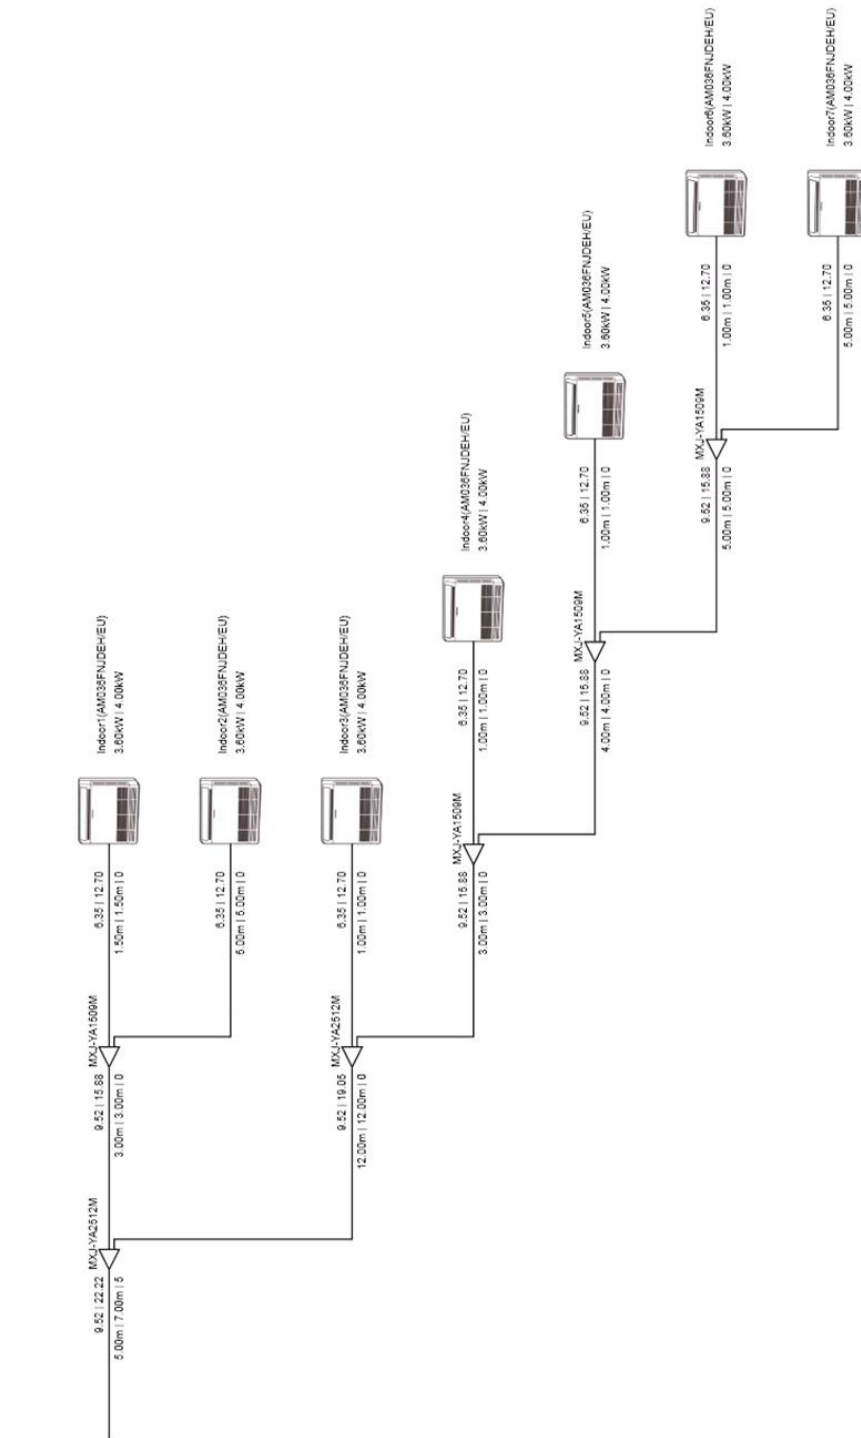 9.52 | 22.22
5.00m | 7.00m | 5
MXJ-YA2512M
9.52 | 15.88
3.00m | 3.00m | 0
MXJ-YA1509M
6.35 | 12.70
1.50m | 1.50m | 0
Indoor1(AM036FNJDEH/EU)
3.60kW | 4.00kW
6.35 | 12.70
5.00m | 5.00m | 0
Indoor2(AM036FNJDEH/EU)
3.60kW | 4.00kW
9.52 | 19.05
12.00m | 12.00m | 0
MXJ-YA2512M
6.35 | 12.70
1.00m | 1.00m | 0
Indoor3(AM036FNJDEH/EU)
3.60kW | 4.00kW
9.52 | 15.88
3.00m | 3.00m | 0
MXJ-YA1509M
6.35 | 12.70
1.00m | 1.00m | 0
Indoor4(AM036FNJDEH/EU)
3.60kW | 4.00kW
9.52 | 15.88
4.00m | 4.00m | 0
MXJ-YA1509M
6.35 | 12.70
1.00m | 1.00m | 0
Indoor5(AM036FNJDEH/EU)
3.60kW | 4.00kW
9.52 | 15.88
5.00m | 5.00m | 0
MXJ-YA1509M
6.35 | 12.70
1.00m | 1.00m | 0
Indoor6(AM036FNJDEH/EU)
3.60kW | 4.00kW
6.35 | 12.70
5.00m | 5.00m | 0
Indoor7(AM036FNJDEH/EU)
3.60kW | 4.00kW